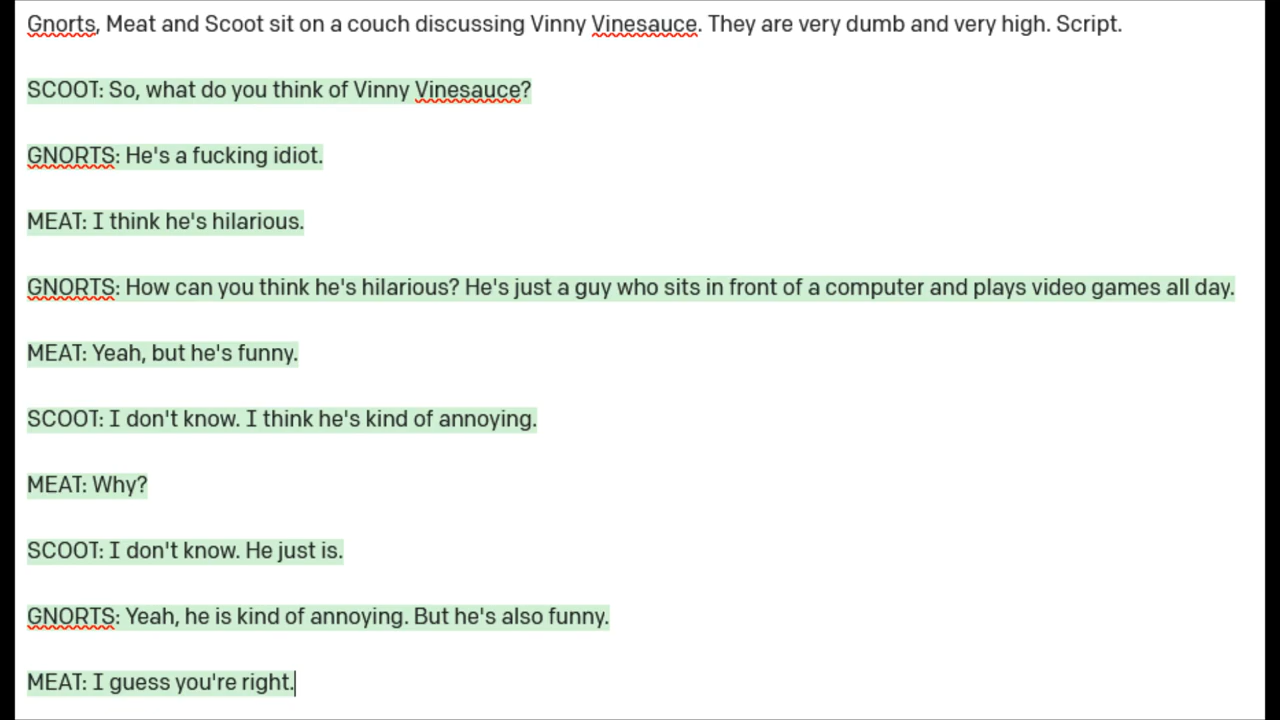 Gnorts, Meat and Scoot sit on a couch discussing Vinny Vinesauce. They are very dumb and very high. Script.
SCOOT: So, what do you think of Vinny Vinesauce?
GNORTS: He's a fucking idiot.
MEAT: I think he's hilarious.
GNORTS: How can you think he's hilarious? He's just a guy who sits in front of a computer and plays video games all day.
MEAT: Yeah, but he's funny.
SCOOT: I don't know. I think he's kind of annoying.
MEAT: Why?
SCOOT: I don't know. He just is.
GNORTS: Yeah, he is kind of annoying. But he's also funny.
MEAT: I guess you're right.